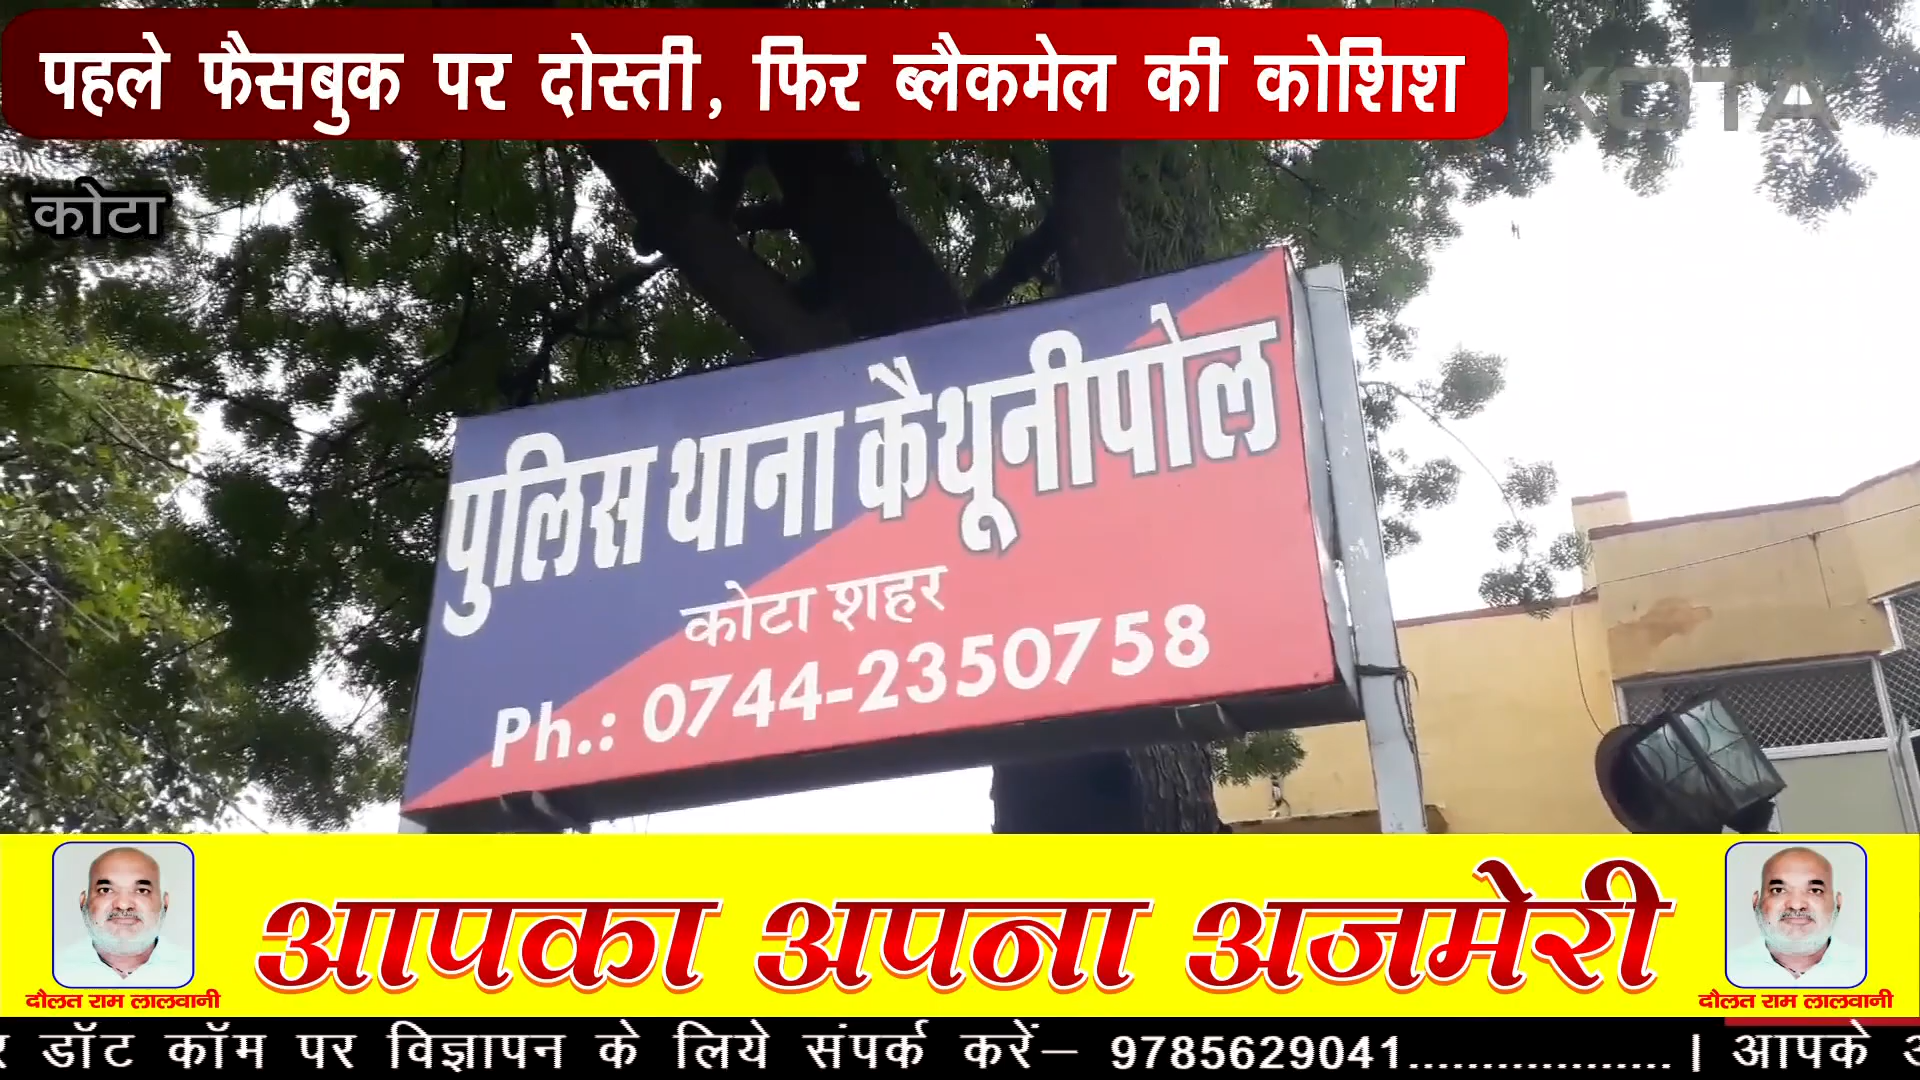 पहले फैसबुक पर दोस्ती, फिर ब्लैकमेल की कोशिश
KOTA
कोटा
पुलिस थाना कैथूनीपोल
कोटा शहर
Ph.: 0744-2350758
आपका अपना अजमेरी
दौलत राम लालवानी
दौलत राम लालवानी
र डॉट कॉम पर विज्ञापन के लिये संपर्क करें– 9785629041.................. | आपके अ